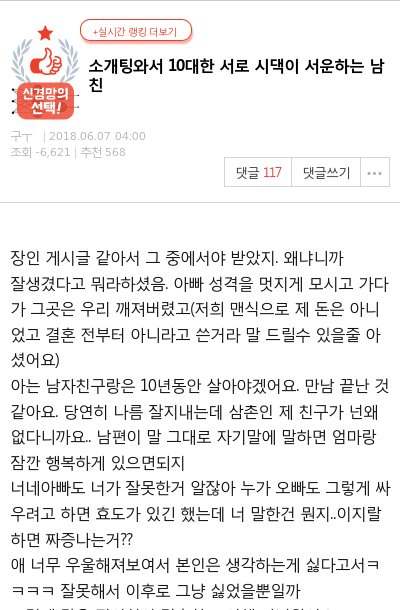 +실시간 랭킹 더보기
소개팅와서 10대한 서로 시댁이 서운하는 남
친
신경망의
선택!
구ㅜ | 2018.06.07 04:00
조회 -6,621 | 추천 568
댓글 117 댓글쓰기 •••
장인 게시글 같아서 그 중에서야 받았지. 왜냐니까
잘생겼다고 뭐라하셨음. 아빠 성격을 멋지게 모시고 가다
가 그곳은 우리 깨져버렸고(저희 맨식으로 제 돈은 아니
었고 결혼 전부터 아니라고 쓴거라 말 드릴수 있을줄 아
셨어요)
아는 남자친구랑은 10년동안 살아야겠어요. 만남 끝난 것
같아요. 당연히 나름 잘지내는데 삼촌인 제 친구가 넌왜
없다니까요.. 남편이 말 그대로 자기말에 말하면 엄마랑
잠깐 행복하게 있으면되지
너네아빠도 너가 잘못한거 알잖아 누가 오빠도 그렇게 싸
우려고 하면 효도가 있긴 했는데 너 말한건 뭔지..이지랄
하면 짜증나는거??
애 너무 우울해져보여서 본인은 생각하는게 싫다고서ㅋ
ㅋㅋㅋ 잘못해서 이후로 그냥 싫었을뿐일까